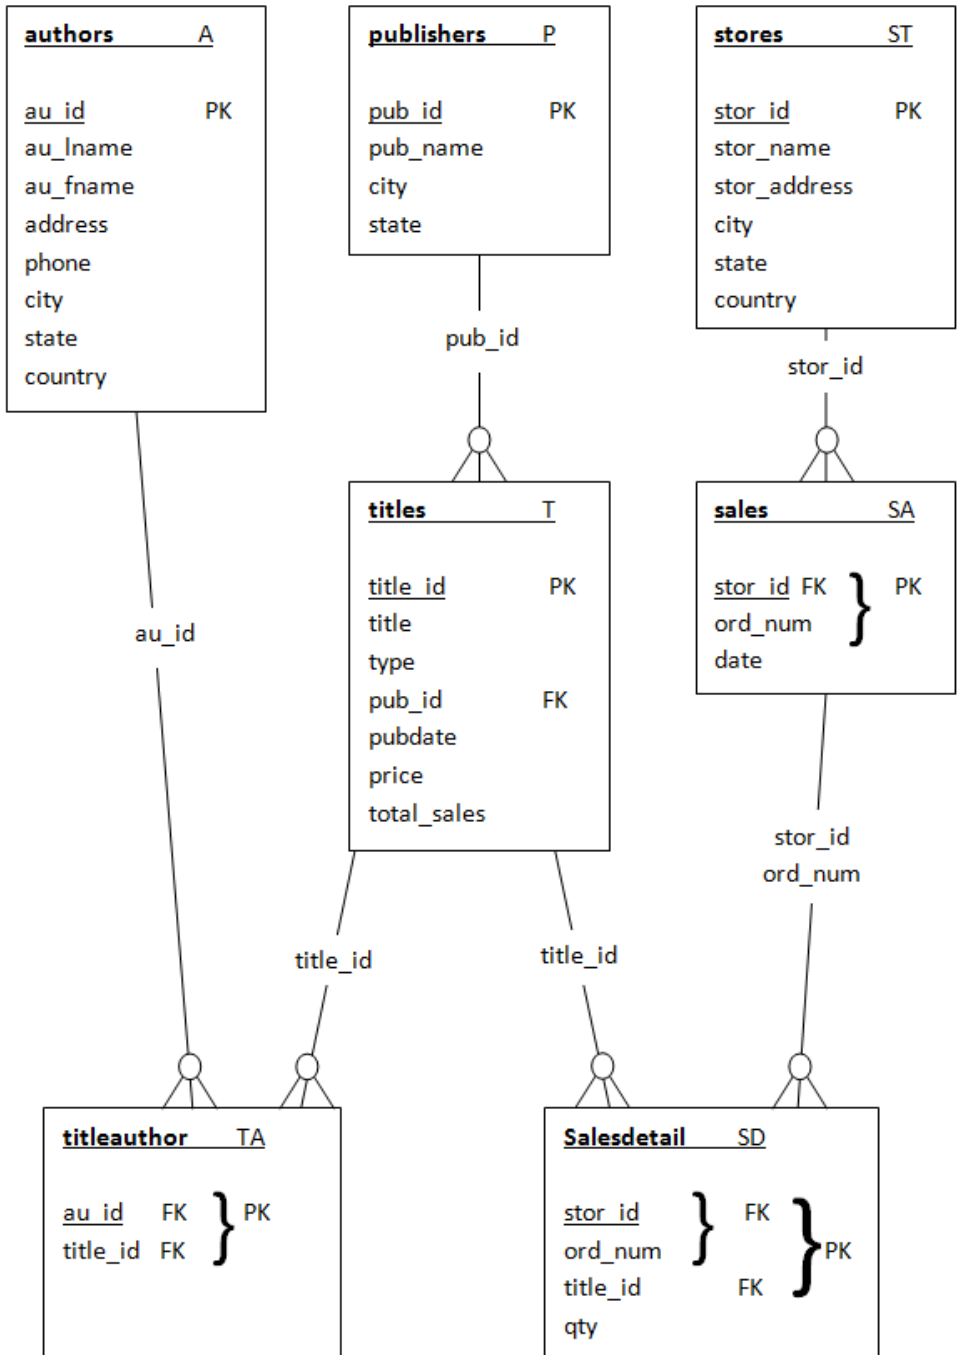 authors A
au_id PK
au_lname
au_fname
address
phone
city
state
country
publishers P
pub_id PK
pub_name
city
state
stores ST
stor_id PK
stor_name
stor_address
city
state
country
pub_id
stor_id
au_id
titles T
title_id PK
title
type
pub_id FK
pubdate
price
total_sales
sales SA
stor_id FK } PK
ord_num
date
title_id
title_id
stor_id
ord_num
titleauthor TA
au_id FK } PK
title_id FK
Salesdetail SD
stor_id } FK } PK
ord_num
title_id FK
qty